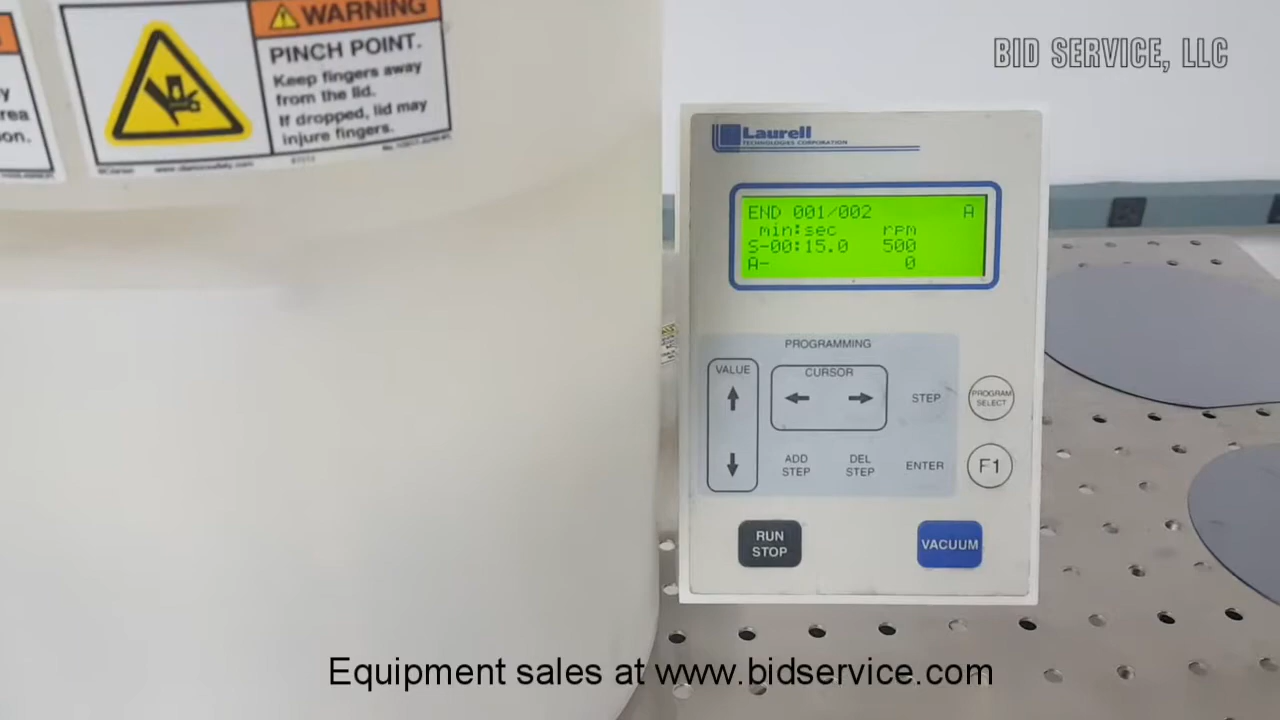 y
rea
on.
WARNING
PINCH POINT.
Keep fingers away
from the lid.
If dropped, lid may
injure fingers.
BID SERVICE, LLC
Laurell
TECHNOLOGIES CORPORATION
END 001/002 A
min:sec rpm
S-00:15.0 500
A- 0
PROGRAMMING
VALUE
CURSOR
STEP
PROGRAM
SELECT
ADD
STEP
DEL
STEP
ENTER
F1
RUN
STOP
VACUUM
Equipment sales at www.bidservice.com